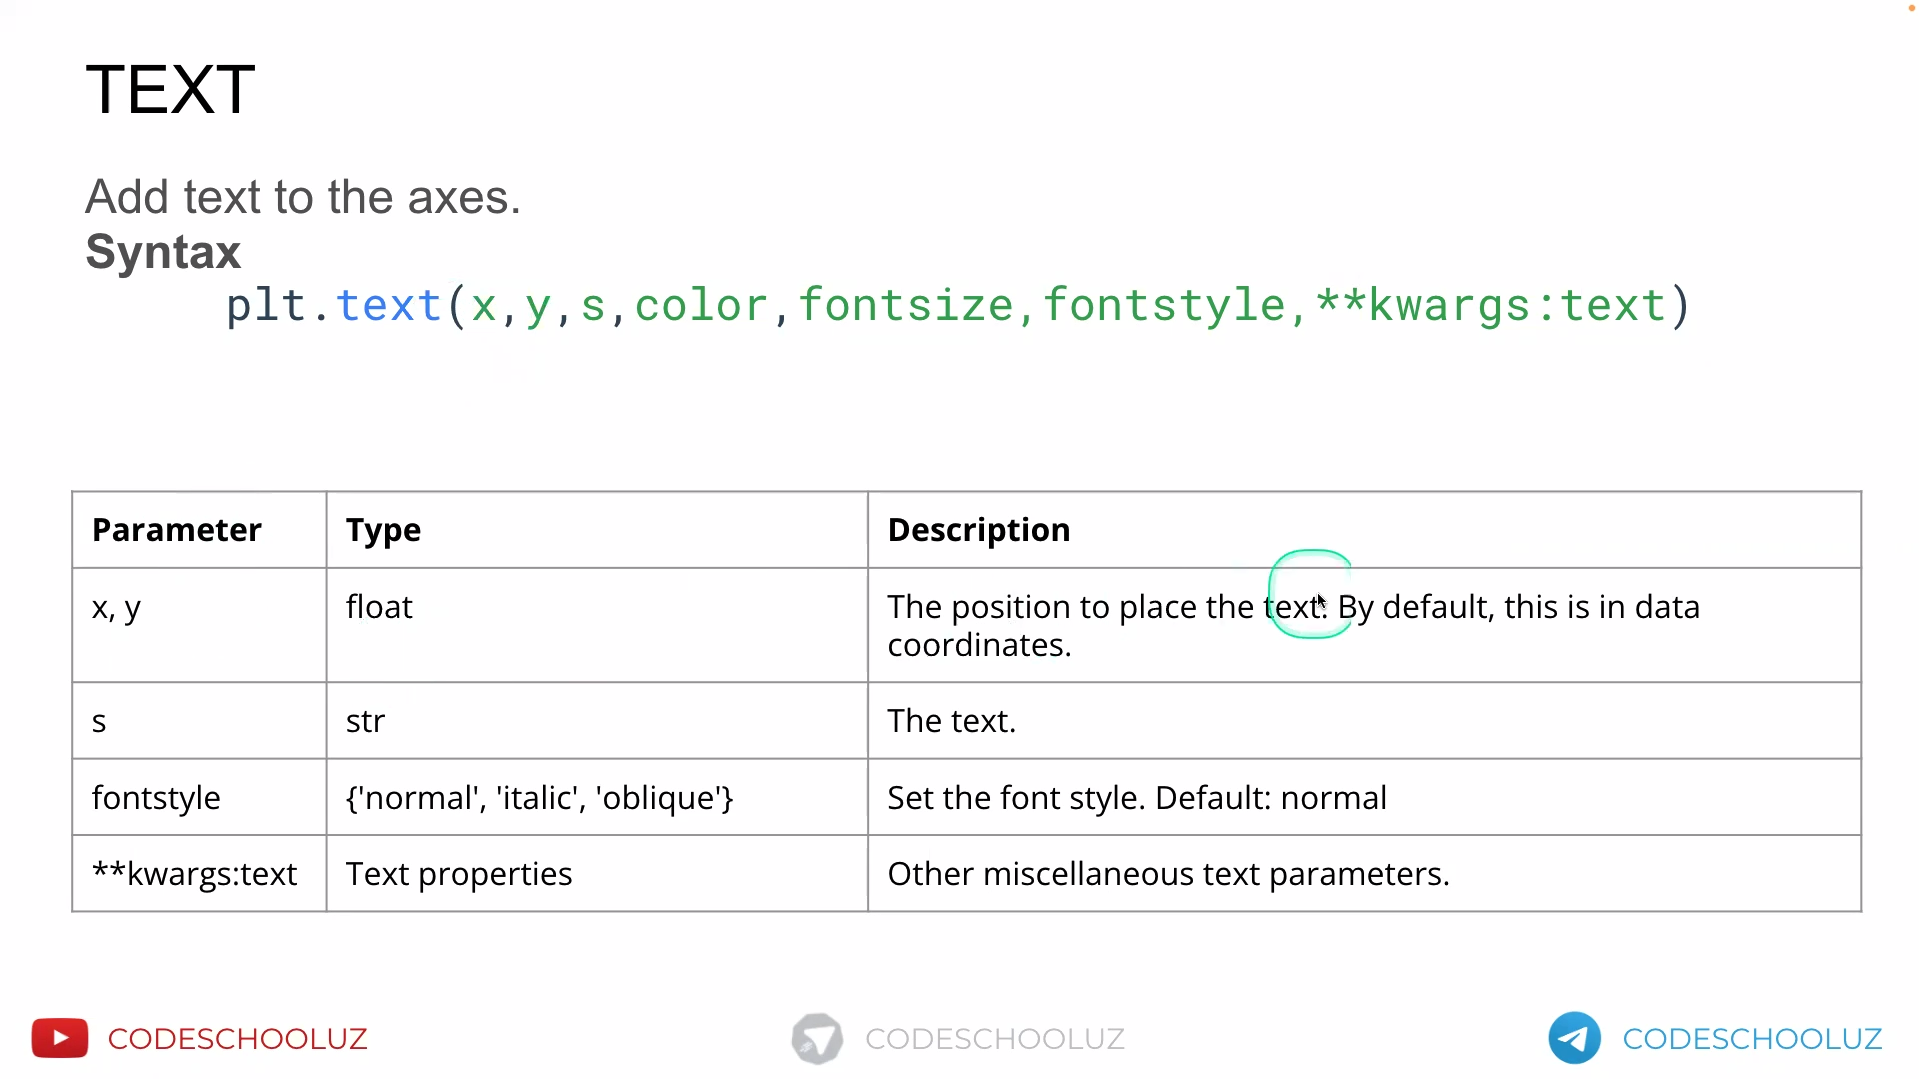 TEXT
Add text to the axes.
Syntax
plt.text(x,y,s,color,fontsize,fontstyle,**kwargs:text)
Parameter Type Description
x, y float The position to place the text. By default, this is in data
coordinates.
s str The text.
fontstyle {'normal', 'italic', 'oblique'} Set the font style. Default: normal
**kwargs:text Text properties Other miscellaneous text parameters.
CODESCHOOLUZ CODESCHOOLUZ CODESCHOOLUZ